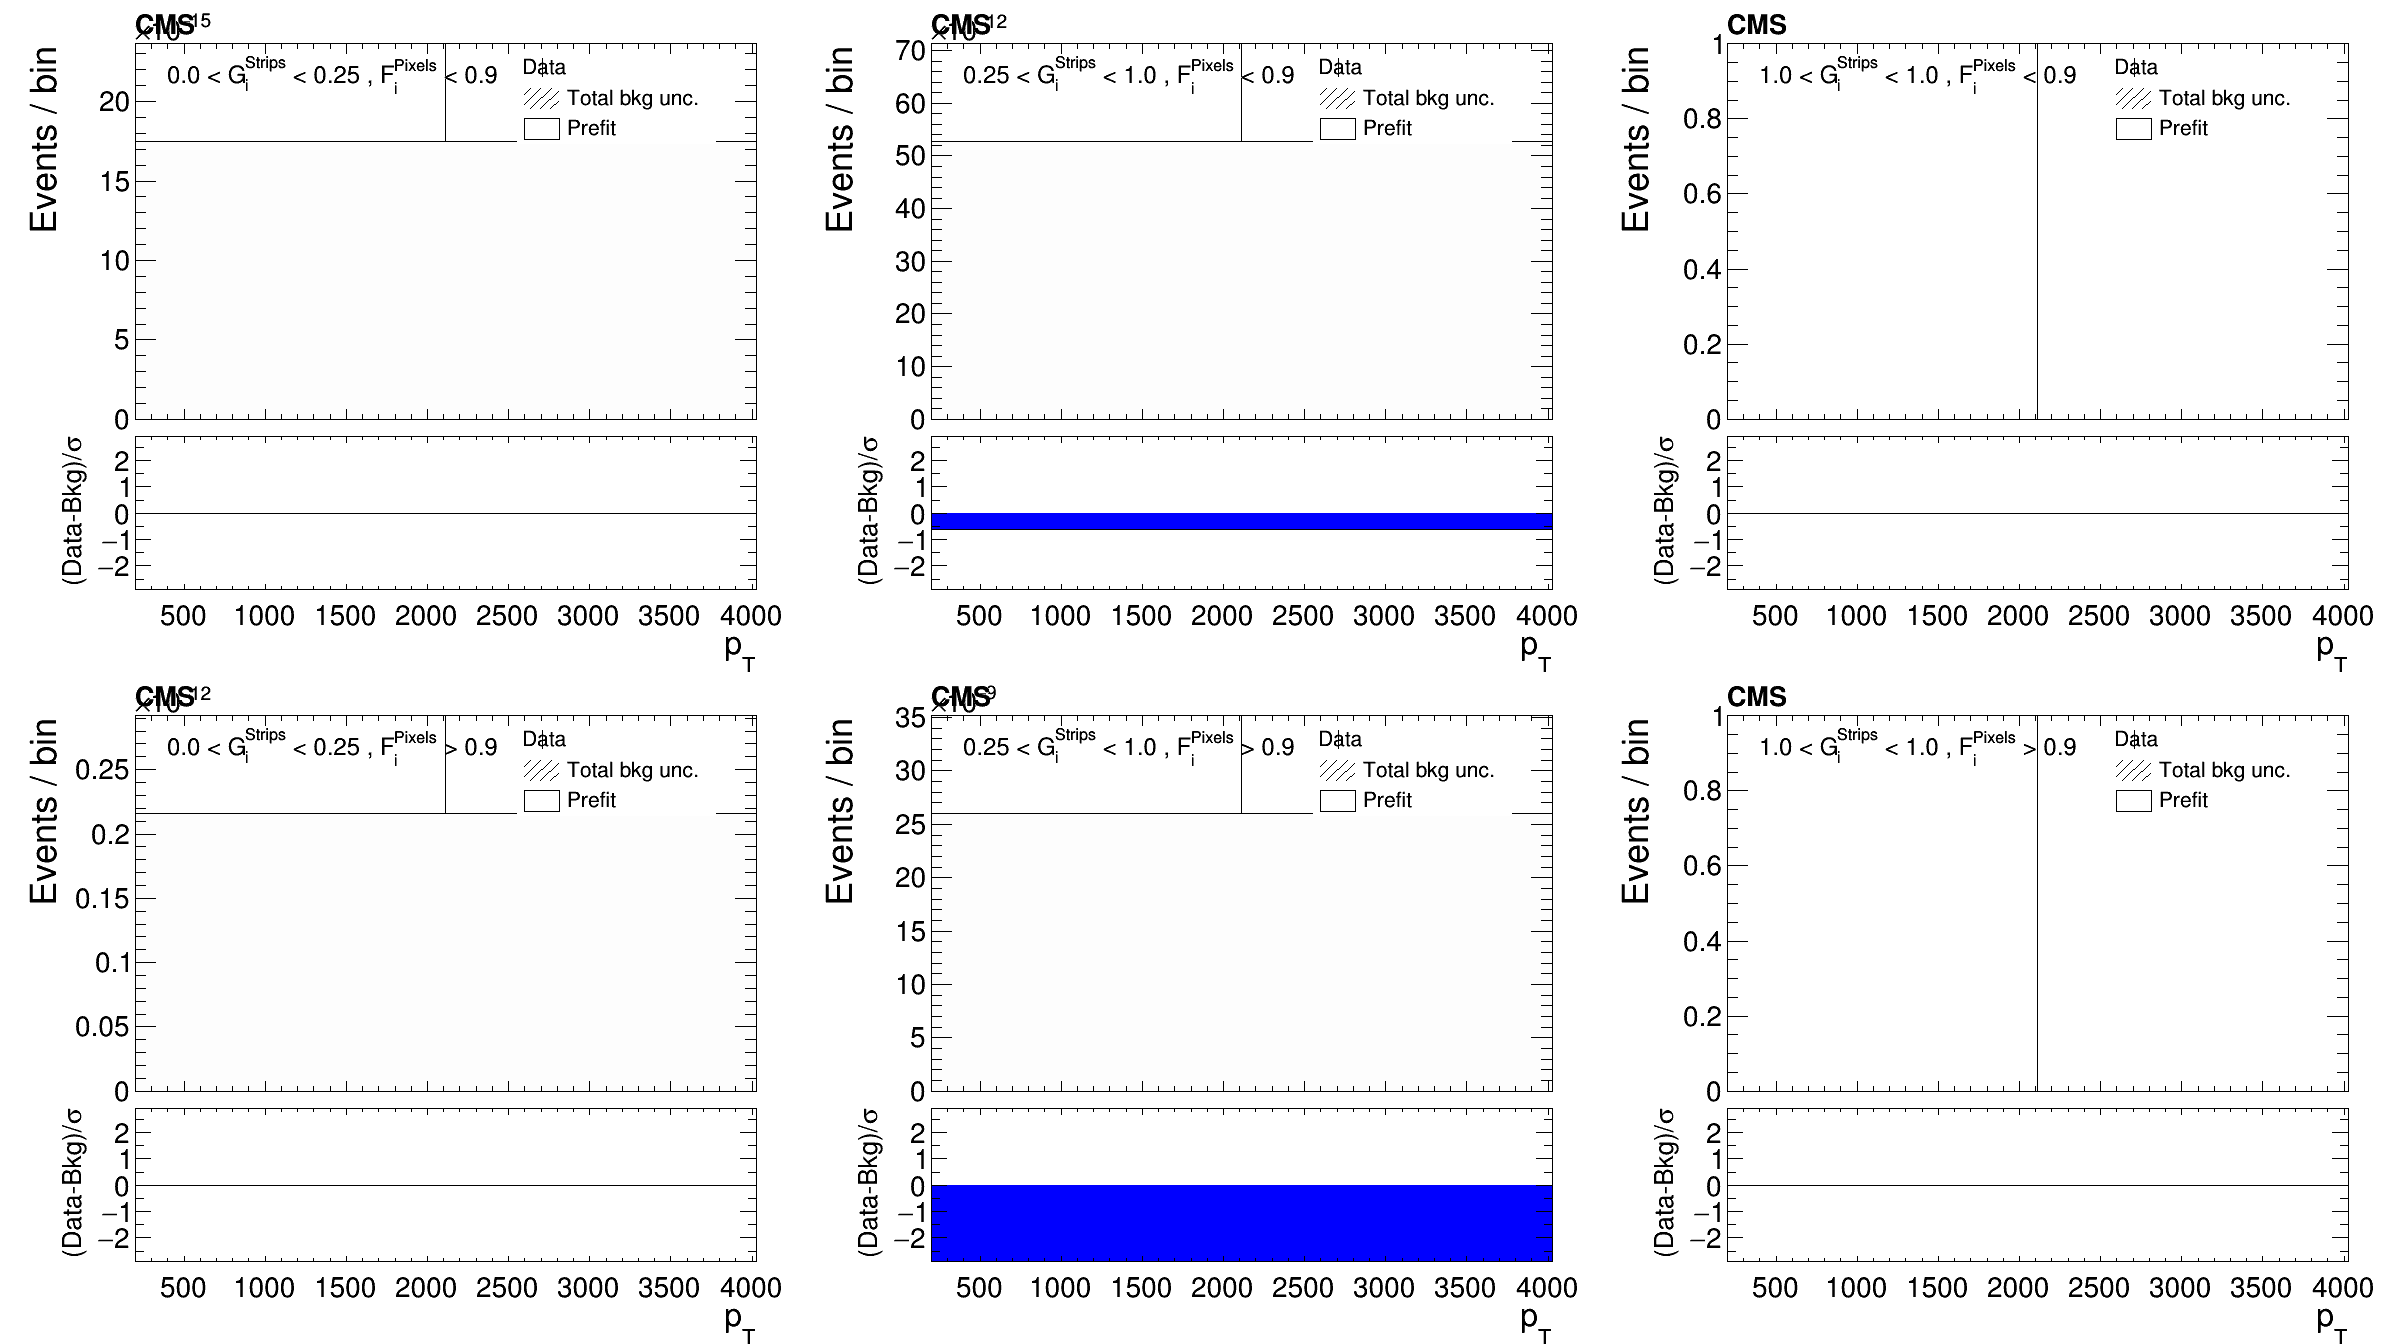 CMS 15
Events / bin
0.0 < G_i^Strips < 0.25 , F_i^Pixels < 0.9
Data
Total bkg unc.
Prefit
20
15
10
5
0
(Data-Bkg)/σ
2
1
0
−1
−2
500 1000 1500 2000 2500 3000 3500 4000
p_T
CMS 12
Events / bin
0.25 < G_i^Strips < 1.0 , F_i^Pixels < 0.9
Data
Total bkg unc.
Prefit
70
60
50
40
30
20
10
0
(Data-Bkg)/σ
2
1
0
−1
−2
500 1000 1500 2000 2500 3000 3500 4000
p_T
CMS
Events / bin
1.0 < G_i^Strips < 1.0 , F_i^Pixels < 0.9
Data
Total bkg unc.
Prefit
1
0.8
0.6
0.4
0.2
0
(Data-Bkg)/σ
2
1
0
−1
−2
500 1000 1500 2000 2500 3000 3500 4000
p_T
CMS 12
Events / bin
0.0 < G_i^Strips < 0.25 , F_i^Pixels > 0.9
Data
Total bkg unc.
Prefit
0.25
0.2
0.15
0.1
0.05
0
(Data-Bkg)/σ
2
1
0
−1
−2
500 1000 1500 2000 2500 3000 3500 4000
p_T
CMS 9
Events / bin
0.25 < G_i^Strips < 1.0 , F_i^Pixels > 0.9
Data
Total bkg unc.
Prefit
35
30
25
20
15
10
5
0
(Data-Bkg)/σ
2
1
0
−1
−2
500 1000 1500 2000 2500 3000 3500 4000
p_T
CMS
Events / bin
1.0 < G_i^Strips < 1.0 , F_i^Pixels > 0.9
Data
Total bkg unc.
Prefit
1
0.8
0.6
0.4
0.2
0
(Data-Bkg)/σ
2
1
0
−1
−2
500 1000 1500 2000 2500 3000 3500 4000
p_T